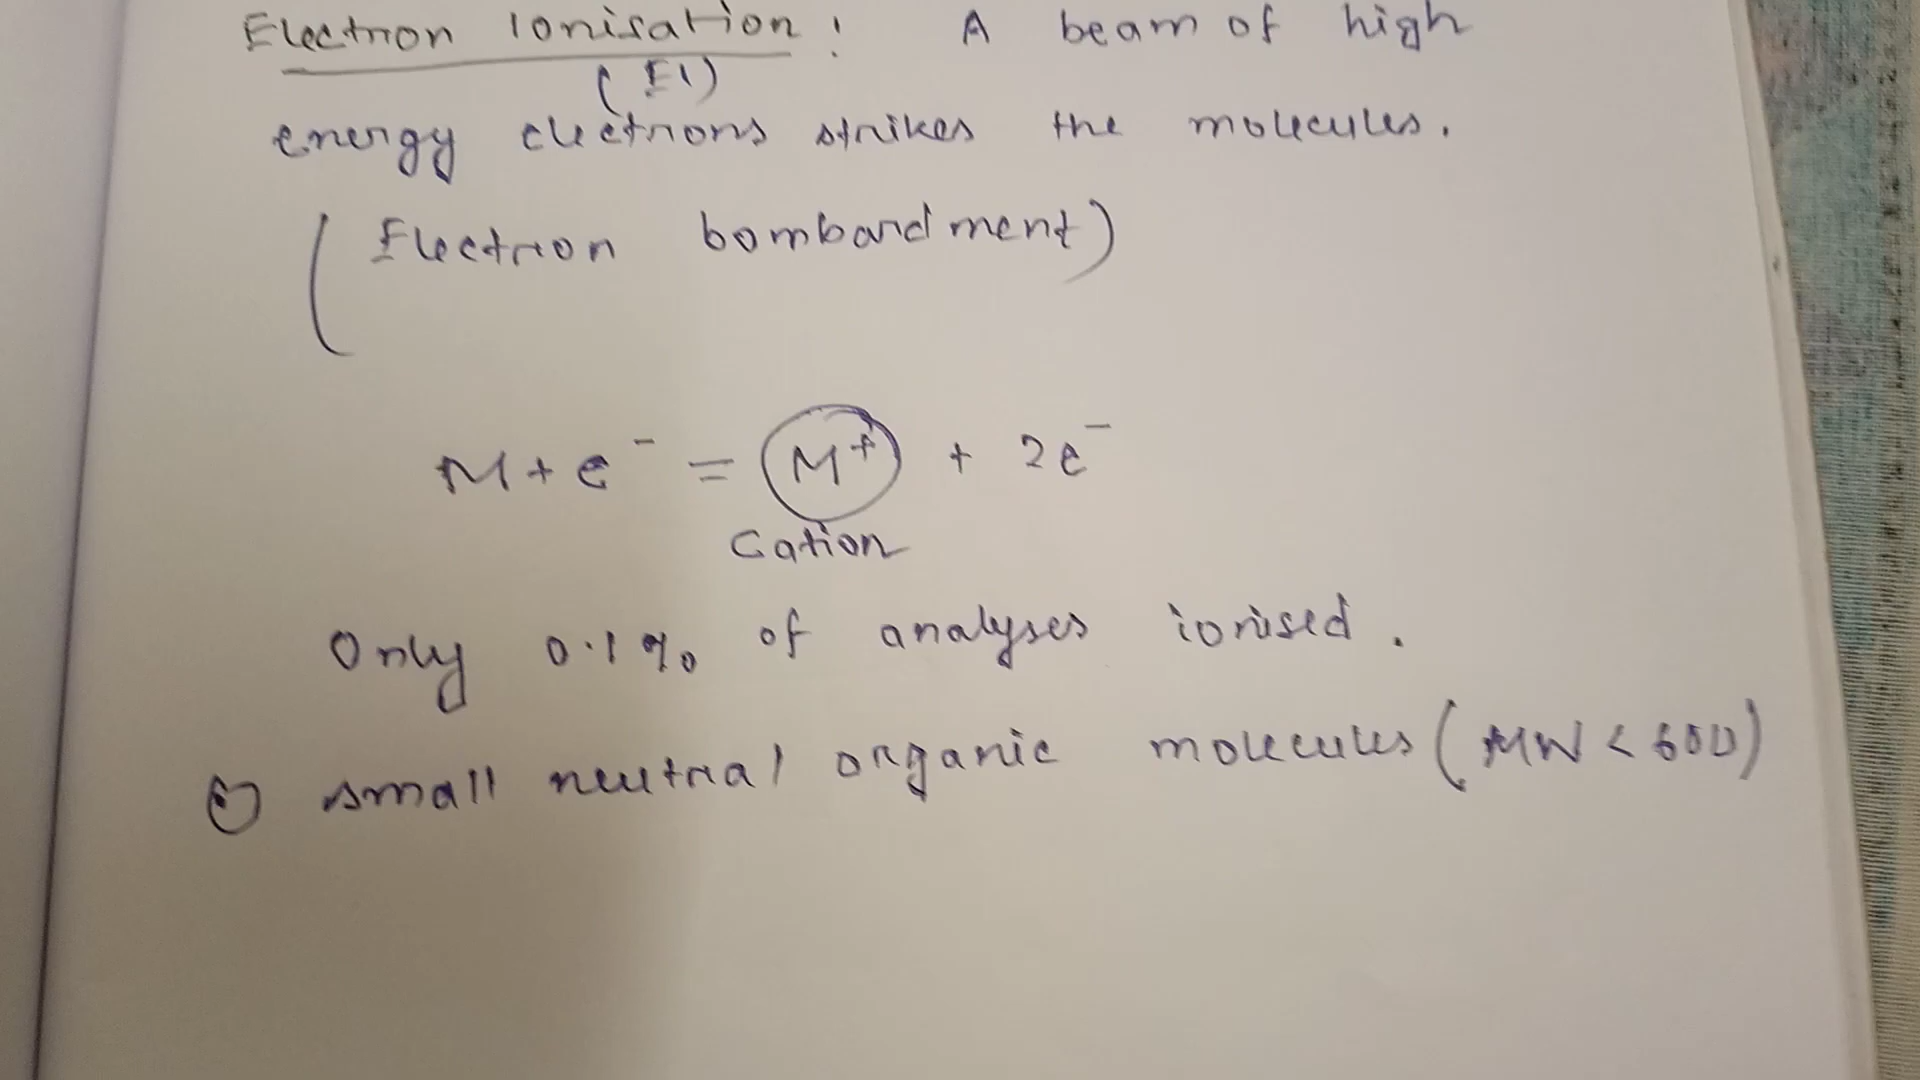 Electron Ionisation : A beam of high
(EI)
energy electrons strikes the molecules.
(Electron bombardment)
M + e⁻ = M⁺ + 2e⁻
Cation
Only 0.1% of analyses ionised.
small neutral organic molecules (MW < 600)